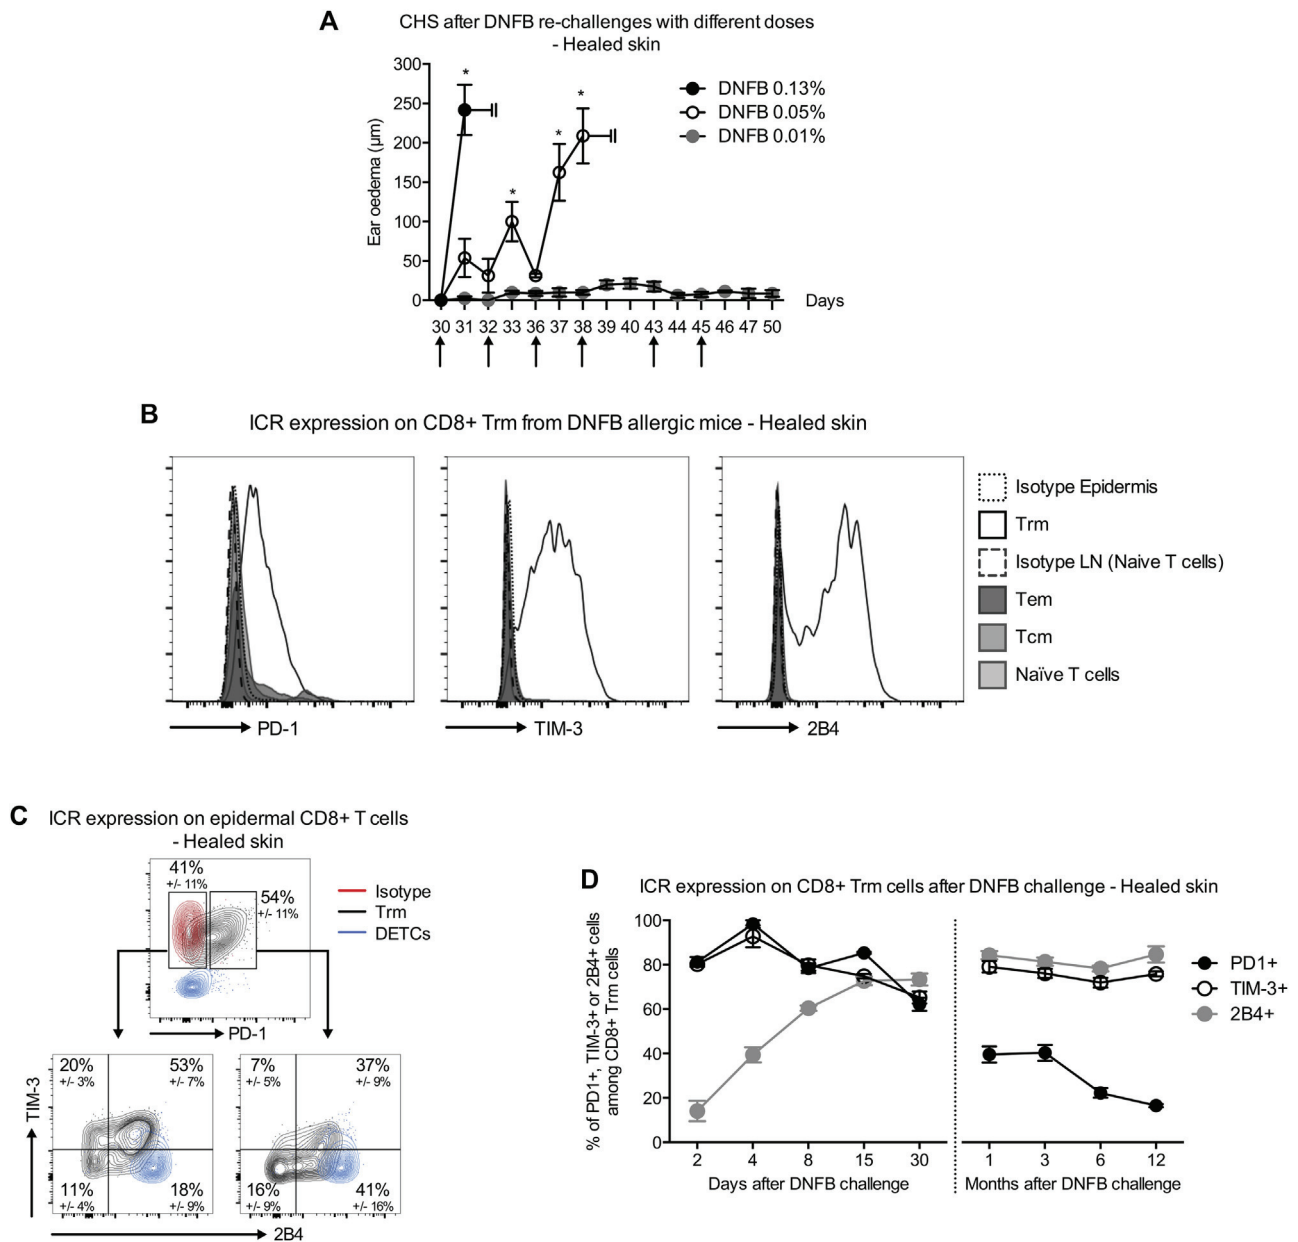 A
CHS after DNFB re-challenges with different doses
- Healed skin
300
250
200
150
100
50
0
Ear oedema (µm)
*
*
*
*
DNFB 0.13%
DNFB 0.05%
DNFB 0.01%
30 31 32 33 36 37 38 39 40 43 44 45 46 47 50
Days
B
ICR expression on CD8+ Trm from DNFB allergic mice - Healed skin
PD-1
TIM-3
2B4
Isotype Epidermis
Trm
Isotype LN (Naive T cells)
Tem
Tcm
Naïve T cells
C
ICR expression on epidermal CD8+ T cells
- Healed skin
41%
+/- 11%
54%
+/- 11%
Isotype
Trm
DETCs
PD-1
TIM-3
20%
+/- 3%
53%
+/- 7%
11%
+/- 4%
18%
+/- 9%
7%
+/- 5%
37%
+/- 9%
16%
+/- 9%
41%
+/- 16%
2B4
D
ICR expression on CD8+ Trm cells after DNFB challenge - Healed skin
% of PD1+, TIM-3+ or 2B4+ cells
among CD8+ Trm cells
100
80
60
40
20
0
2 4 8 15 30
Days after DNFB challenge
1 3 6 12
Months after DNFB challenge
PD1+
TIM-3+
2B4+